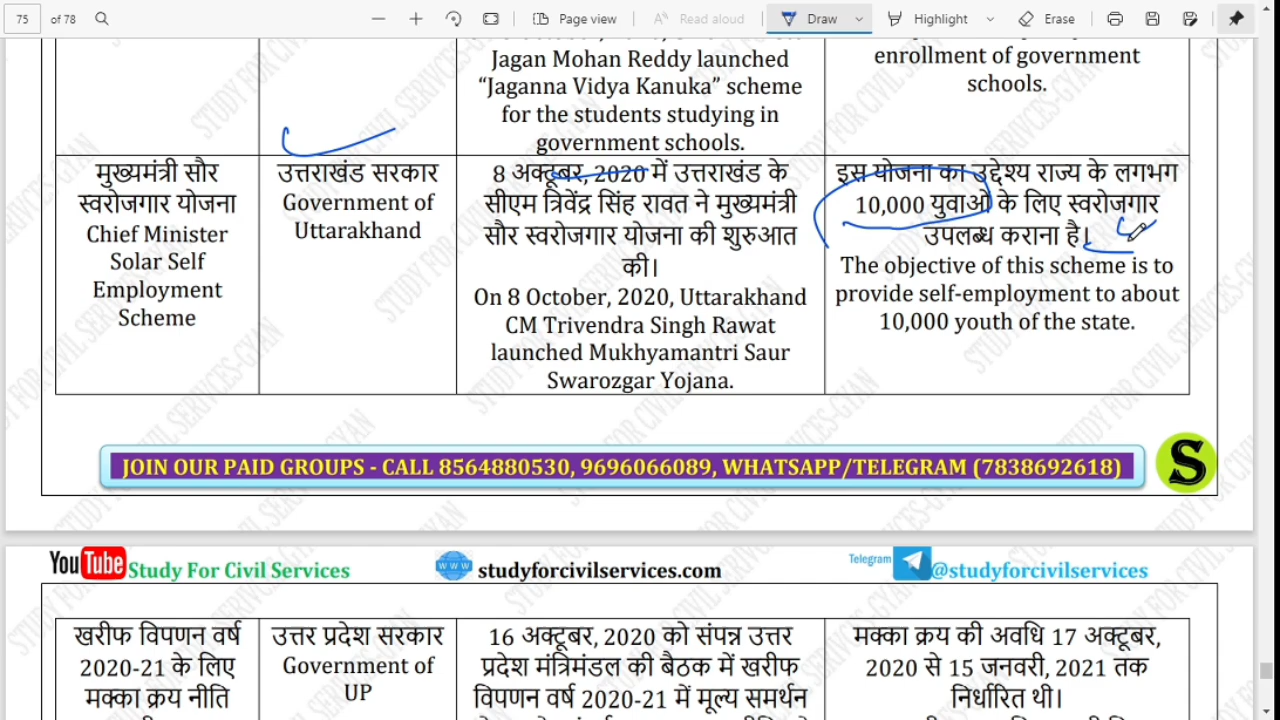 75 of 78
Page view
Read aloud
Draw
Highlight
Erase
Jagan Mohan Reddy launched
“Jaganna Vidya Kanuka” scheme
for the students studying in
government schools.
enrollment of government
schools.
मुख्यमंत्री सौर
स्वरोजगार योजना
Chief Minister
Solar Self
Employment
Scheme
उत्तराखंड सरकार
Government of
Uttarakhand
8 अक्टूबर, 2020 में उत्तराखंड के
सीएम त्रिवेंद्र सिंह रावत ने मुख्यमंत्री
सौर स्वरोजगार योजना की शुरुआत
की।
On 8 October, 2020, Uttarakhand
CM Trivendra Singh Rawat
launched Mukhyamantri Saur
Swarozgar Yojana.
इस योजना का उद्देश्य राज्य के लगभग
10,000 युवाओं के लिए स्वरोजगार
उपलब्ध कराना है।
The objective of this scheme is to
provide self-employment to about
10,000 youth of the state.
JOIN OUR PAID GROUPS - CALL 8564880530, 9696066089, WHATSAPP/TELEGRAM (7838692618)
S
YouTube Study For Civil Services
www studyforcivilservices.com
Telegram @studyforcivilservices
खरीफ विपणन वर्ष
2020-21 के लिए
मक्का क्रय नीति
उत्तर प्रदेश सरकार
Government of
UP
16 अक्टूबर, 2020 को संपन्न उत्तर
प्रदेश मंत्रिमंडल की बैठक में खरीफ
विपणन वर्ष 2020-21 में मूल्य समर्थन
मक्का क्रय की अवधि 17 अक्टूबर,
2020 से 15 जनवरी, 2021 तक
निर्धारित थी।
STUDY FOR CIVIL SERIVCES-GYAN